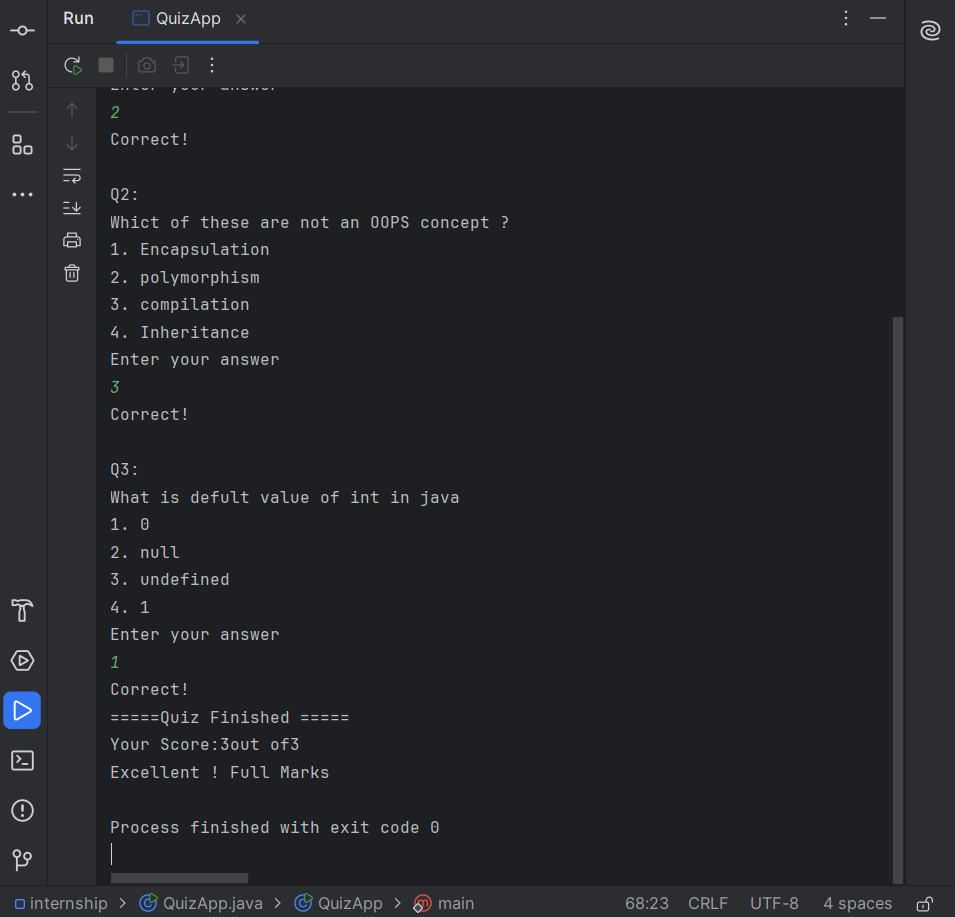 Run QuizApp
Enter your answer
2
Correct!
Q2:
Whict of these are not an OOPS concept ?
1. Encapsulation
2. polymorphism
3. compilation
4. Inheritance
Enter your answer
3
Correct!
Q3:
What is defult value of int in java
1. 0
2. null
3. undefined
4. 1
Enter your answer
1
Correct!
=====Quiz Finished =====
Your Score:3out of3
Excellent ! Full Marks
Process finished with exit code 0
internship > QuizApp.java > QuizApp > main 68:23 CRLF UTF-8 4 spaces